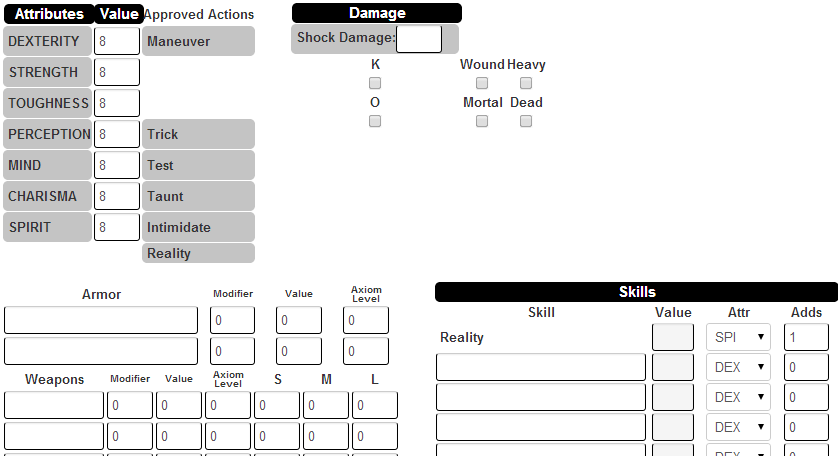 Attributes Value Approved Actions
DEXTERITY 8 Maneuver
STRENGTH 8
TOUGHNESS 8
PERCEPTION 8 Trick
MIND 8 Test
CHARISMA 8 Taunt
SPIRIT 8 Intimidate
Reality
Damage
Shock Damage:
K Wound Heavy
O Mortal Dead
Armor Modifier Value Axiom Level
0 0 0
0 0 0
Weapons Modifier Value Axiom Level S M L
0 0 0 0 0 0
0 0 0 0 0 0
Skills
Skill Value Attr Adds
Reality SPI 1
DEX 0
DEX 0
DEX 0
DEX 0